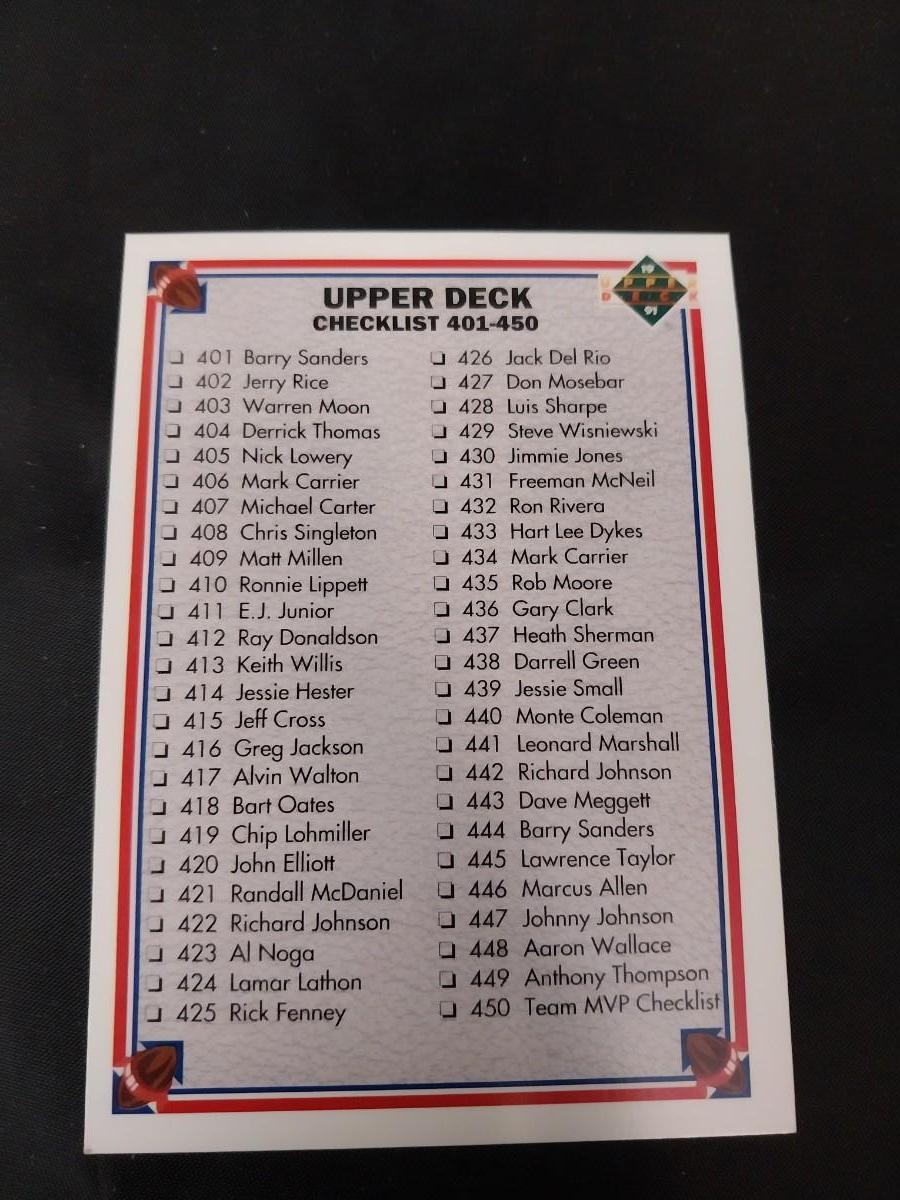 19
UPPER
DECK
91
UPPER DECK
CHECKLIST 401-450
401 Barry Sanders
402 Jerry Rice
403 Warren Moon
404 Derrick Thomas
405 Nick Lowery
406 Mark Carrier
407 Michael Carter
408 Chris Singleton
409 Matt Millen
410 Ronnie Lippett
411 E.J. Junior
412 Ray Donaldson
413 Keith Willis
414 Jessie Hester
415 Jeff Cross
416 Greg Jackson
417 Alvin Walton
418 Bart Oates
419 Chip Lohmiller
420 John Elliott
421 Randall McDaniel
422 Richard Johnson
423 Al Noga
424 Lamar Lathon
425 Rick Fenney
426 Jack Del Rio
427 Don Mosebar
428 Luis Sharpe
429 Steve Wisniewski
430 Jimmie Jones
431 Freeman McNeil
432 Ron Rivera
433 Hart Lee Dykes
434 Mark Carrier
435 Rob Moore
436 Gary Clark
437 Heath Sherman
438 Darrell Green
439 Jessie Small
440 Monte Coleman
441 Leonard Marshall
442 Richard Johnson
443 Dave Meggett
444 Barry Sanders
445 Lawrence Taylor
446 Marcus Allen
447 Johnny Johnson
448 Aaron Wallace
449 Anthony Thompson
450 Team MVP Checklist